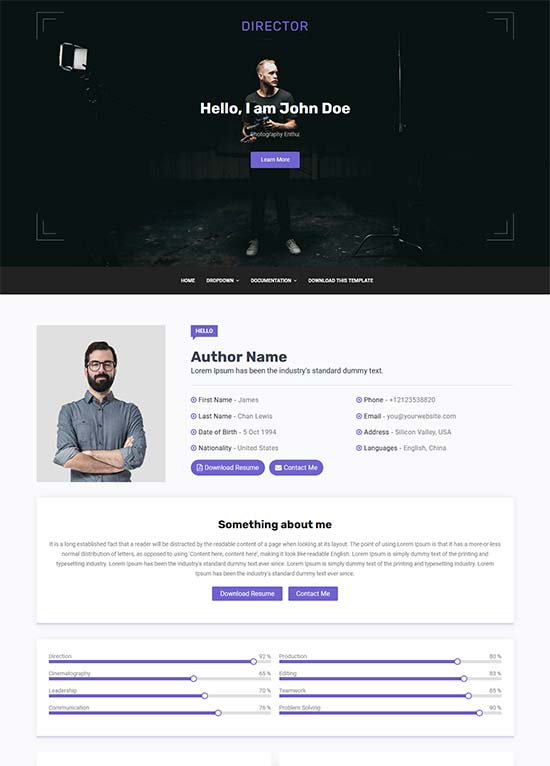 DIRECTOR
Hello, I am John Doe
Photography Enthu
Learn More
HOME DROPDOWN DOCUMENTATION DOWNLOAD THIS TEMPLATE
HELLO
Author Name
Lorem Ipsum has been the industry's standard dummy text.
First Name - James
Phone - +12123538820
Last Name - Chan Lewis
Email - you@yourwebsite.com
Date of Birth - 5 Oct 1994
Address - Silicon Valley, USA
Nationality - United States
Languages - English, China
Download Resume Contact Me
Something about me
It is a long established fact that a reader will be distracted by the readable content of a page when looking at its layout. The point of using Lorem Ipsum is that it has a more-or-less
normal distribution of letters, as opposed to using 'Content here, content here', making it look like readable English. Lorem Ipsum is simply dummy text of the printing and
typesetting industry. Lorem Ipsum has been the industry's standard dummy text ever since. Lorem Ipsum is simply dummy text of the printing and typesetting industry. Lorem
Ipsum has been the industry's standard dummy text ever since.
Download Resume Contact Me
Direction 92 %
Production 80 %
Cinematography 65 %
Editing 83 %
Leadership 70 %
Teamwork 85 %
Communication 76 %
Problem Solving 90 %